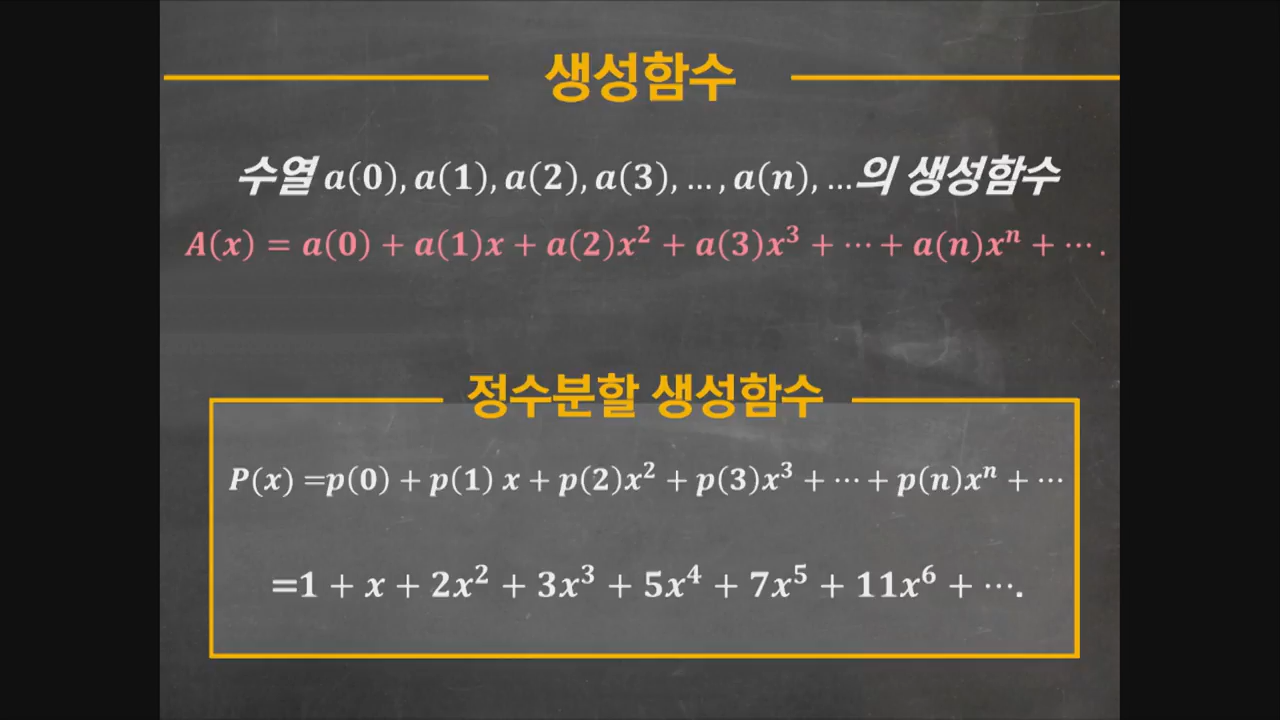 생성함수
수열 a(0), a(1), a(2), a(3), … , a(n), …의 생성함수
A(x) = a(0) + a(1)x + a(2)x² + a(3)x³ + ⋯ + a(n)xⁿ + ⋯ .
정수분할 생성함수
P(x) =p(0) + p(1) x + p(2)x² + p(3)x³ + ⋯ + p(n)xⁿ + ⋯
=1 + x + 2x² + 3x³ + 5x⁴ + 7x⁵ + 11x⁶ + ⋯.